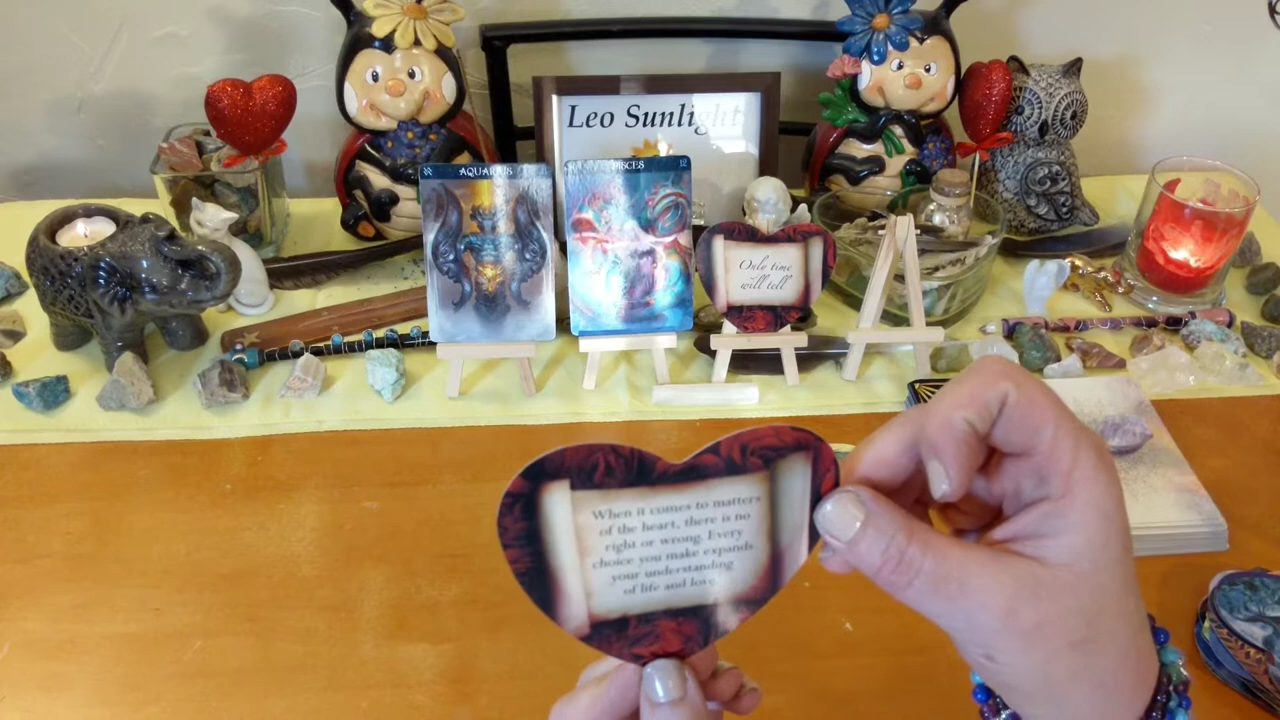 Leo Sunlight
AQUARIUS
PISCES
12
Only time
will tell
When it comes to matters
of the heart, there is no
right or wrong. Every
choice you make expands
your understanding
of life and love.